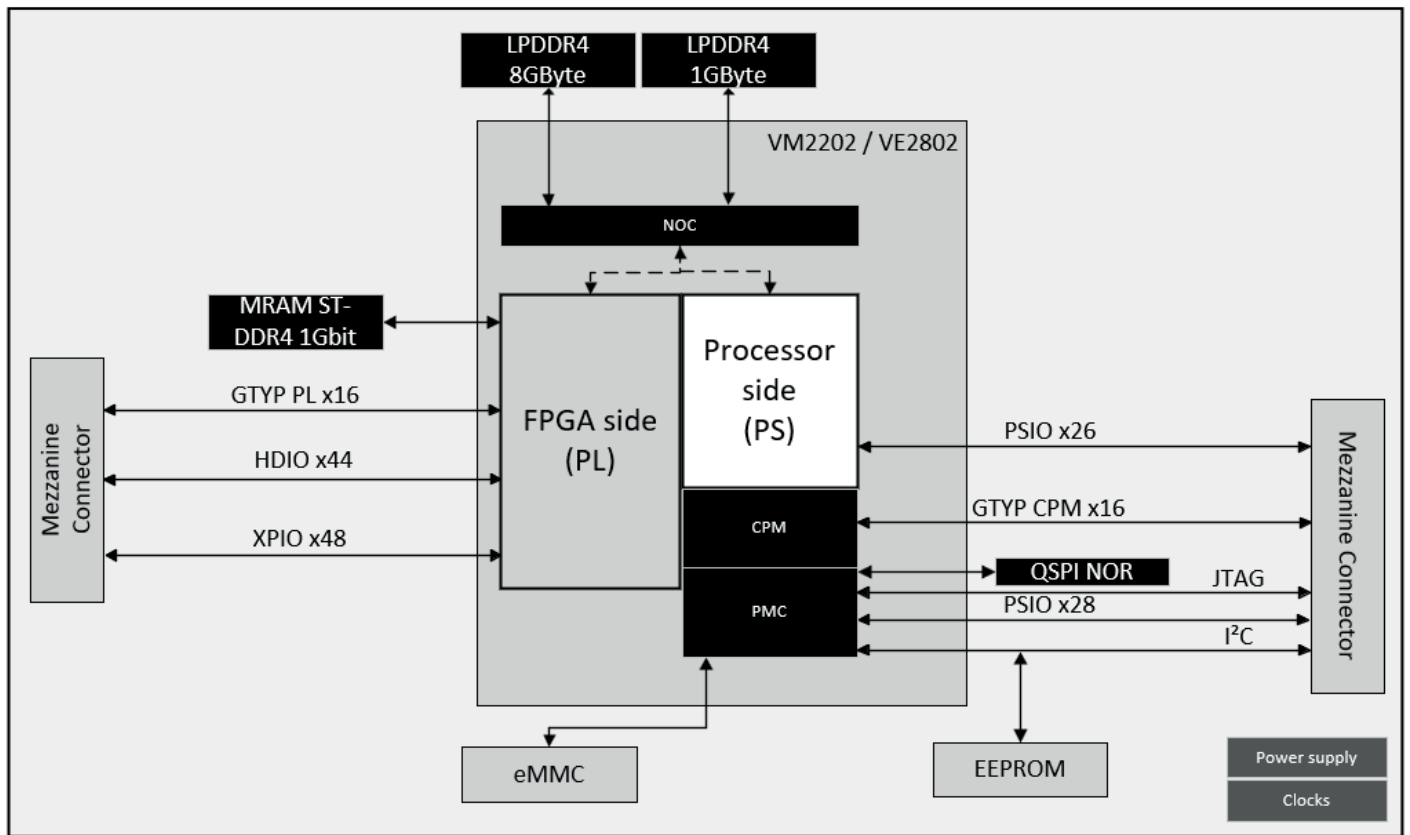 LPDDR4
8GByte
LPDDR4
1GByte
VM2202 / VE2802
NOC
MRAM ST-
DDR4 1Gbit
Processor
side
(PS)
FPGA side
(PL)
Mezzanine
Connector
GTYP PL x16
HDIO x44
XPIO x48
PSIO x26
GTYP CPM x16
CPM
QSPI NOR
JTAG
PMC
PSIO x28
I²C
Mezzanine Connector
eMMC
EEPROM
Power supply
Clocks